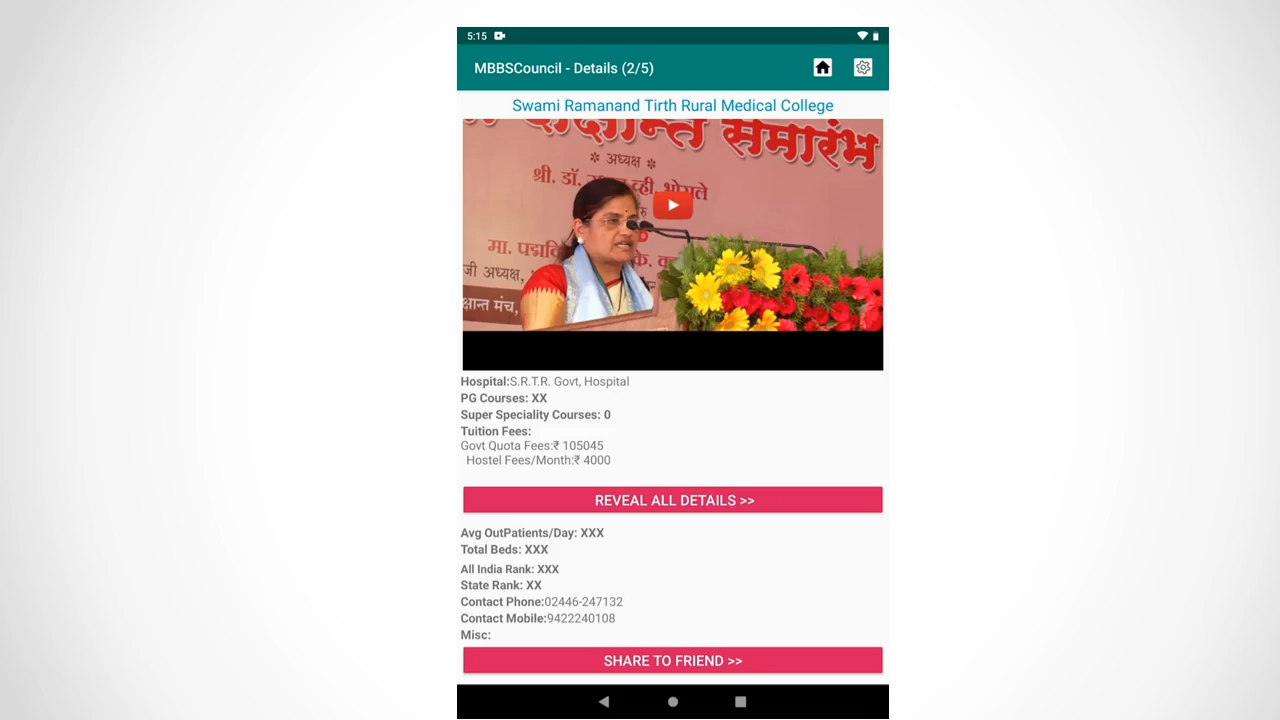 5:15
MBBSCouncil - Details (2/5)
Swami Ramanand Tirth Rural Medical College
समारंभ
* अध्यक्ष *
श्री. डॉ. व्ही भोसले
मा.
जी अध्यक्ष,
मंच,
Hospital:S.R.T.R. Govt, Hospital
PG Courses: XX
Super Speciality Courses: 0
Tuition Fees:
Govt Quota Fees:₹ 105045
Hostel Fees/Month:₹ 4000
REVEAL ALL DETAILS >>
Avg OutPatients/Day: XXX
Total Beds: XXX
All India Rank: XXX
State Rank: XX
Contact Phone:02446-247132
Contact Mobile:9422240108
Misc:
SHARE TO FRIEND >>